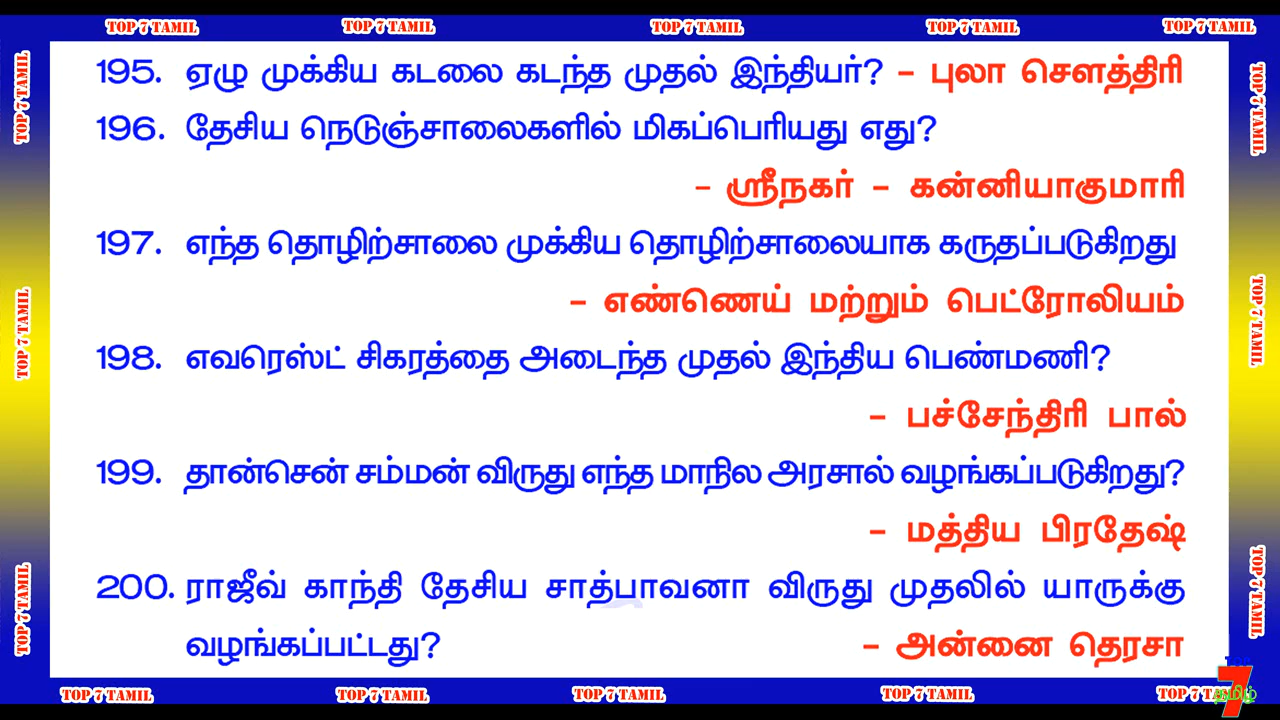 TOP 7 TAMIL TOP 7 TAMIL TOP 7 TAMIL TOP 7 TAMIL TOP 7 TAMIL
195. ஏழு முக்கிய கடலை கடந்த முதல் இந்தியர்? – புலா சௌத்திரி
196. தேசிய நெடுஞ்சாலைகளில் மிகப்பெரியது எது?
– ஸ்ரீநகர் – கன்னியாகுமாரி
197. எந்த தொழிற்சாலை முக்கிய தொழிற்சாலையாக கருதப்படுகிறது
– எண்ணெய் மற்றும் பெட்ரோலியம்
198. எவரெஸ்ட் சிகரத்தை அடைந்த முதல் இந்திய பெண்மணி?
– பச்சேந்திரி பால்
199. தான்சென் சம்மன் விருது எந்த மாநில அரசால் வழங்கப்படுகிறது?
– மத்திய பிரதேஷ்
200. ராஜீவ் காந்தி தேசிய சாத்பாவனா விருது முதலில் யாருக்கு
வழங்கப்பட்டது? – அன்னை தெரசா
TOP 7 TAMIL
TOP 7 TAMIL
TOP 7 TAMIL
TOP 7 TAMIL
TOP 7 TAMIL
TOP 7 TAMIL
TOP 7 TAMIL TOP 7 TAMIL TOP 7 TAMIL TOP 7 TAMIL TOP 7 TAMIL
TOP
7
தமிழ்